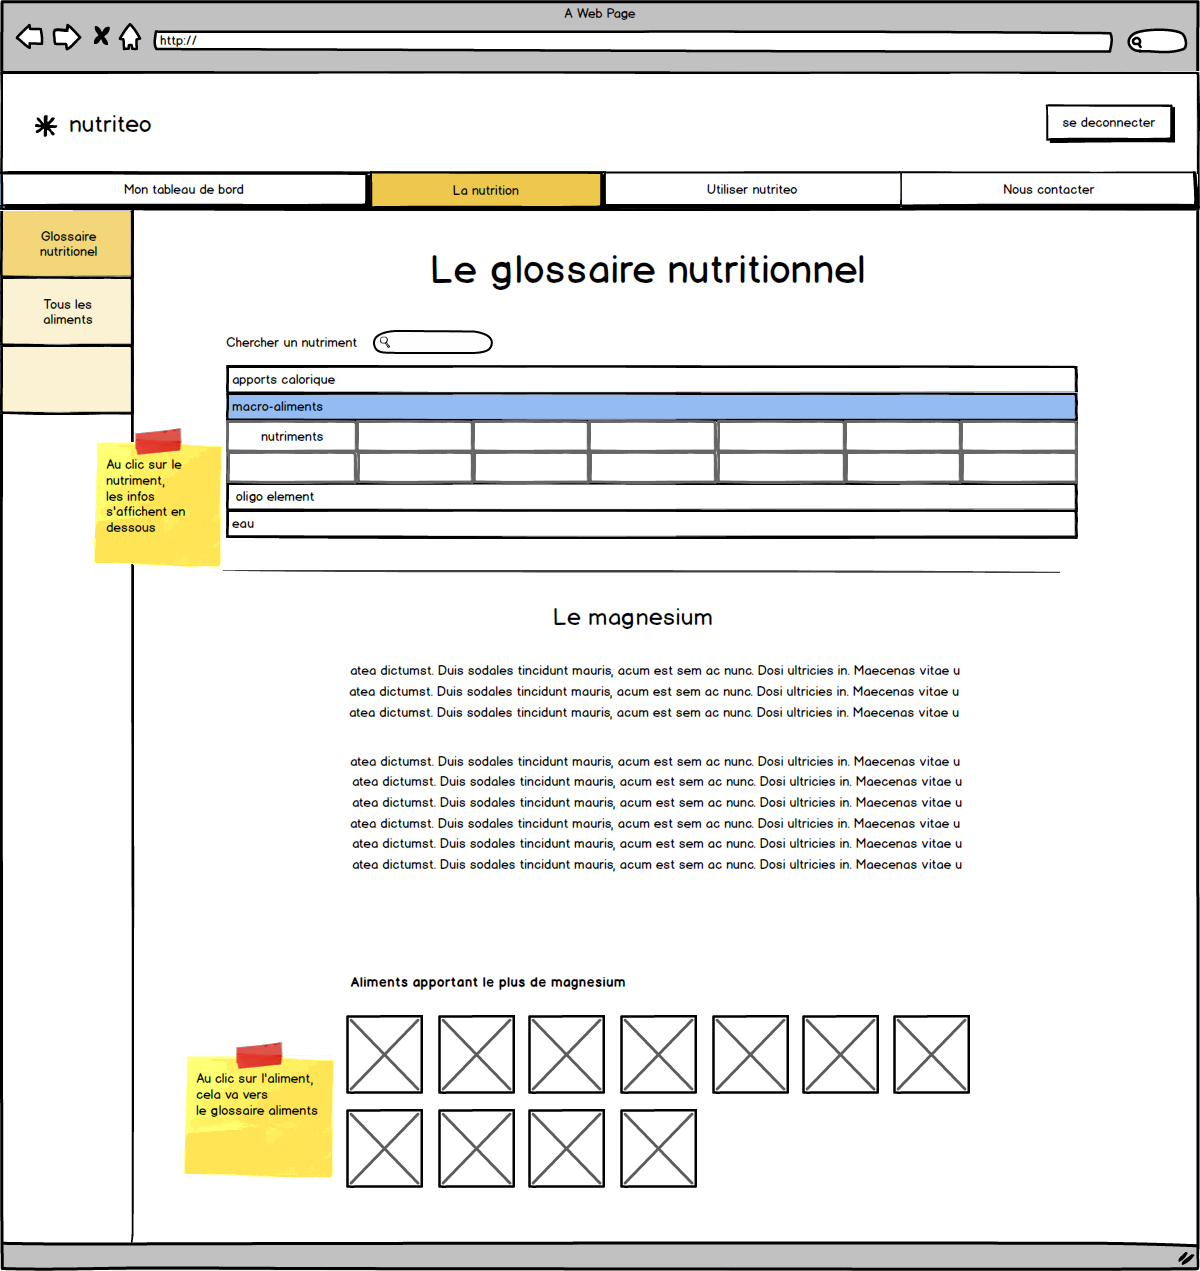 A Web Page
http://
nutriteo
se deconnecter
Mon tableau de bord
La nutrition
Utiliser nutriteo
Nous contacter
Glossaire
nutritionel
Tous les
aliments
Le glossaire nutritionnel
Chercher un nutriment
apports calorique
macro-aliments
nutriments
oligo element
eau
Au clic sur le
nutriment,
les infos
s'affichent en
dessous
Le magnesium
atea dictumst. Duis sodales tincidunt mauris, acum est sem ac nunc. Dosi ultricies in. Maecenas vitae u
atea dictumst. Duis sodales tincidunt mauris, acum est sem ac nunc. Dosi ultricies in. Maecenas vitae u
atea dictumst. Duis sodales tincidunt mauris, acum est sem ac nunc. Dosi ultricies in. Maecenas vitae u
atea dictumst. Duis sodales tincidunt mauris, acum est sem ac nunc. Dosi ultricies in. Maecenas vitae u
atea dictumst. Duis sodales tincidunt mauris, acum est sem ac nunc. Dosi ultricies in. Maecenas vitae u
atea dictumst. Duis sodales tincidunt mauris, acum est sem ac nunc. Dosi ultricies in. Maecenas vitae u
atea dictumst. Duis sodales tincidunt mauris, acum est sem ac nunc. Dosi ultricies in. Maecenas vitae u
atea dictumst. Duis sodales tincidunt mauris, acum est sem ac nunc. Dosi ultricies in. Maecenas vitae u
atea dictumst. Duis sodales tincidunt mauris, acum est sem ac nunc. Dosi ultricies in. Maecenas vitae u
Aliments apportant le plus de magnesium
Au clic sur l'aliment,
cela va vers
le glossaire aliments